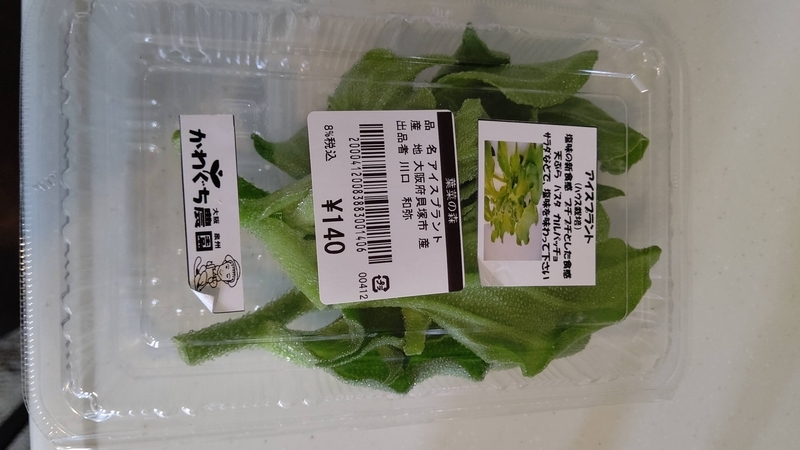 アイスプラント
(ハウス栽培)
塩味の新食感 プチプチとした食感
天ぷら パスタ カルパッチョ
サラダなどで、塩味を味わって下さい
葉菜の森
品 名 アイスプラント
産 地 大阪府貝塚市 産
出品者 川口 和弥
2000412008383001406
00412
8%税込
¥140
大阪 泉州
かわぐち農園